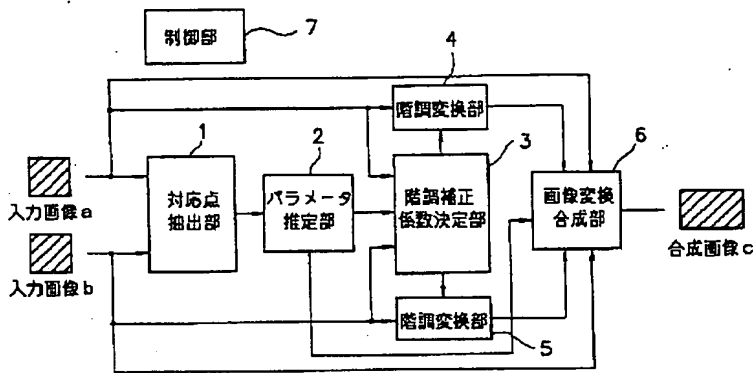 制御部
7
4
階調変換部
1
2
3
6
対応点
抽出部
パラメータ
推定部
階調補正
係数決定部
画像変換
合成部
入力画像a
入力画像b
合成画像c
階調変換部
5